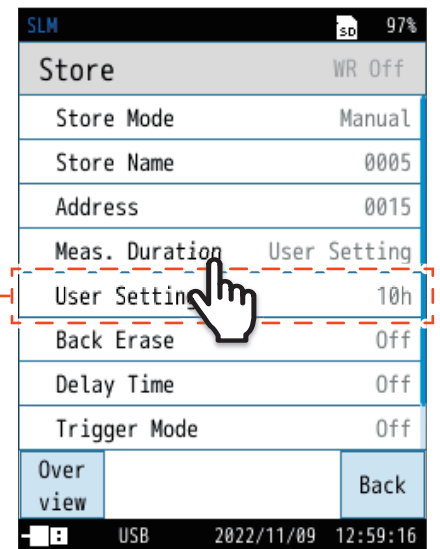 SLM SD 97%
Store WR Off
Store Mode Manual
Store Name 0005
Address 0015
Meas. Duration User Setting
User Setting 10h
Back Erase Off
Delay Time Off
Trigger Mode Off
Over
view
Back
USB 2022/11/09 12:59:16